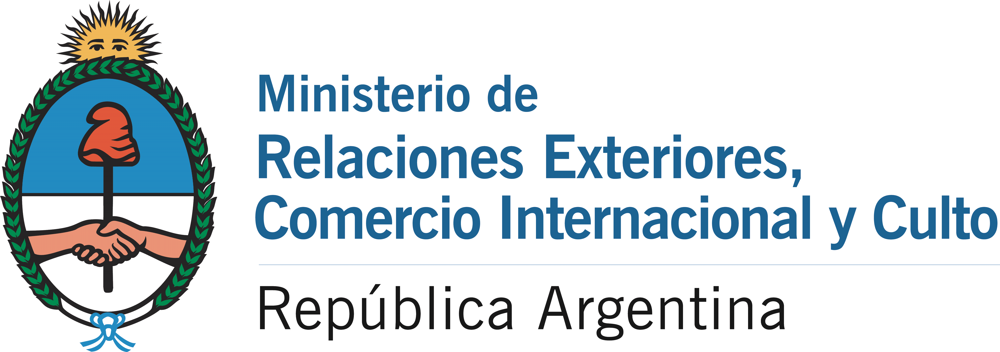 Ministerio de
Relaciones Exteriores,
Comercio Internacional y Culto
República Argentina